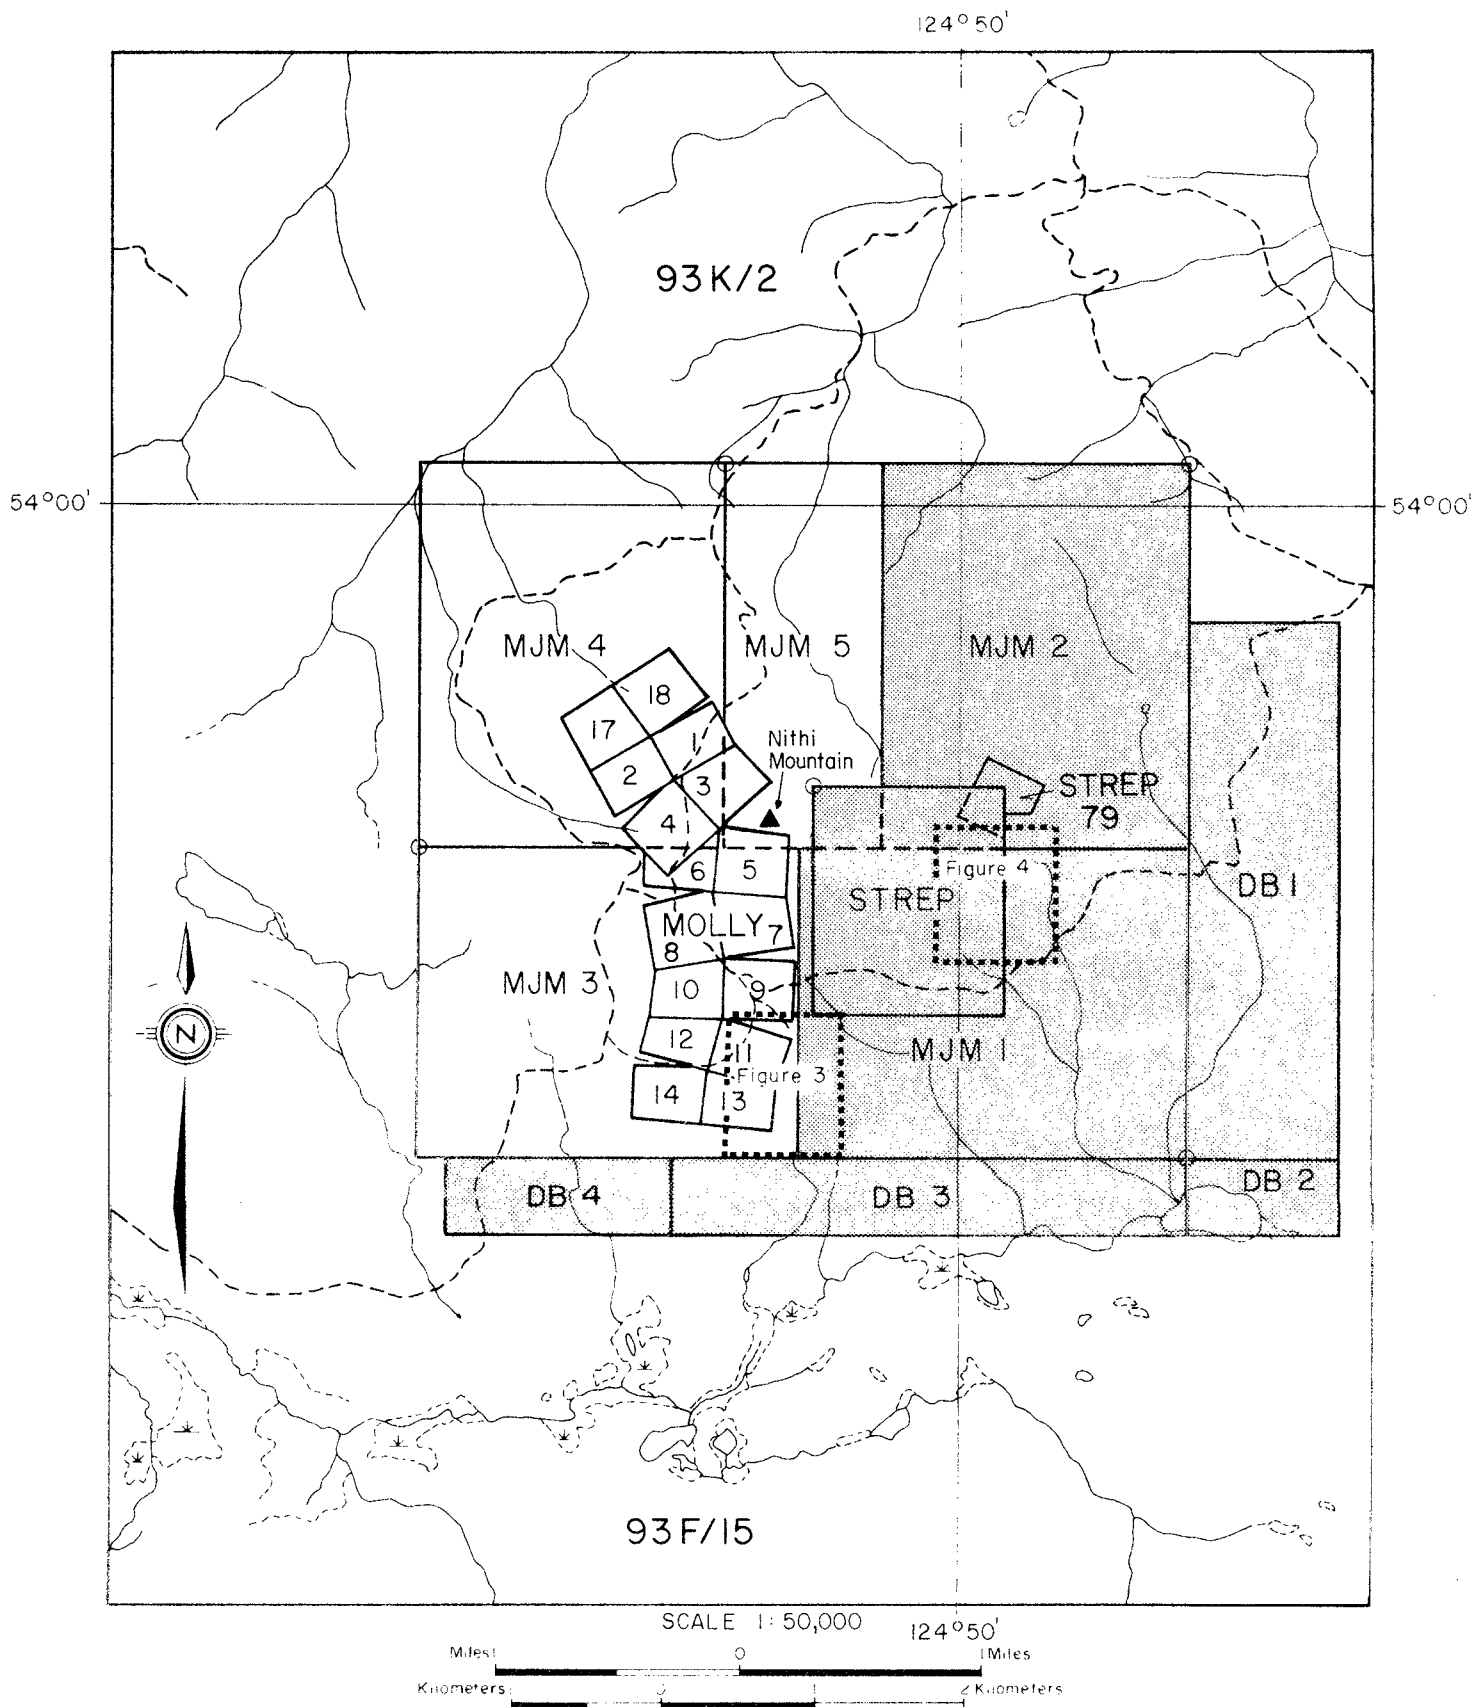 124°50'
93K/2
54°00'
54°00'
MJM 4
MJM 5
MJM 2
18
17
1
Nithi
Mountain
2
3
STREP
79
4
6
5
Figure 4
DB 1
STREP
MOLLY
7
8
MJM 3
10
9
N
12
11
MJM 1
Figure 3
14
3
DB 4
DB 3
DB 2
93F/15
SCALE 1:50,000
124°50'
Miles 1
0
1 Miles
Kilometers
0
1
2 Kilometers